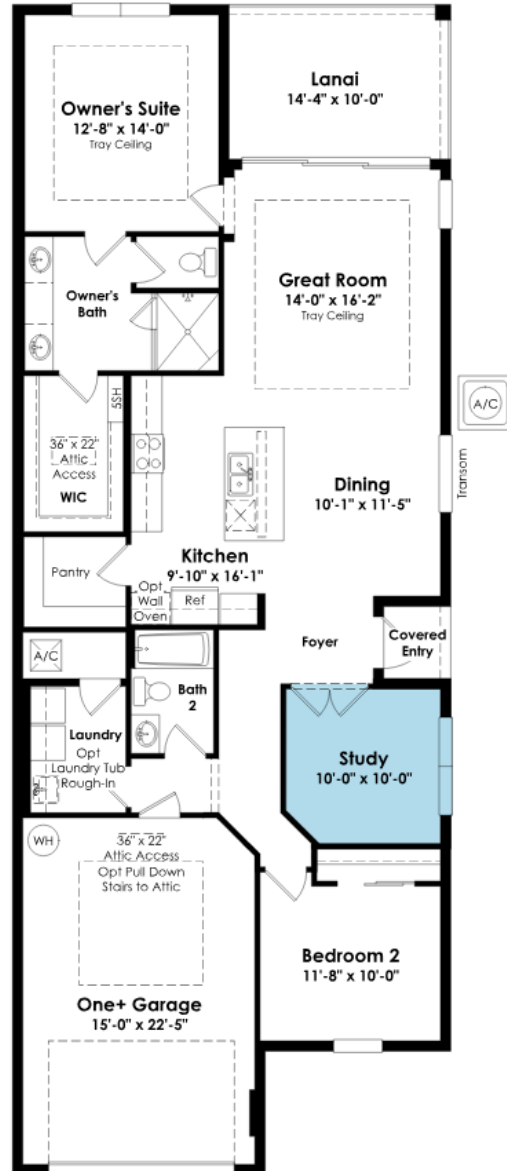 Lanai
14'-4" x 10'-0"
Owner's Suite
12'-8" x 14'-0"
Tray Ceiling
Owner's
Bath
Great Room
14'-0" x 16'-2"
Tray Ceiling
A/C
5SH
36" x 22"
Attic
Access
WIC
Transom
Dining
10'-1" x 11'-5"
Kitchen
9'-10" x 16'-1"
Pantry
Opt
Wall
Oven
Ref
Foyer
Covered
Entry
A/C
Bath
2
Laundry
Opt
Laundry Tub
Rough-In
Study
10'-0" x 10'-0"
WH
36" x 22"
Attic Access
Opt Pull Down
Stairs to Attic
Bedroom 2
11'-8" x 10'-0"
One+ Garage
15'-0" x 22'-5"